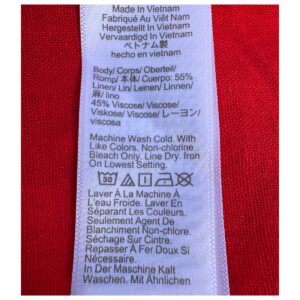 Made In Vietnam
Fabriqué Au Viêt Nam
Hergestellt In Vietnam
Vervaardigd In Vietnam
ベトナム製
hecho en vietnam
Body/ Corps/ Oberteil/
Romp/ 本体/ Cuerpo: 55%
Linen/ Lin/ Leinen/ Linnen/
麻/ lino
45% Viscose/ Viscose/
Viskose/ Viscose/ レーヨン/
viscosa
Machine Wash Cold. With
Like Colors. Non-chlorine
Bleach Only. Line Dry. Iron
On Lowest Setting.
30
Laver À La Machine À
L'eau Froide. Laver En
Séparant Les Couleurs.
Seulement Agent De
Blanchiment Non-chlore.
Séchage Sur Cintre.
Repasser À Fer Doux Si
Nécessaire.
In Der Maschine Kalt
Waschen, Mit Ähnlichen